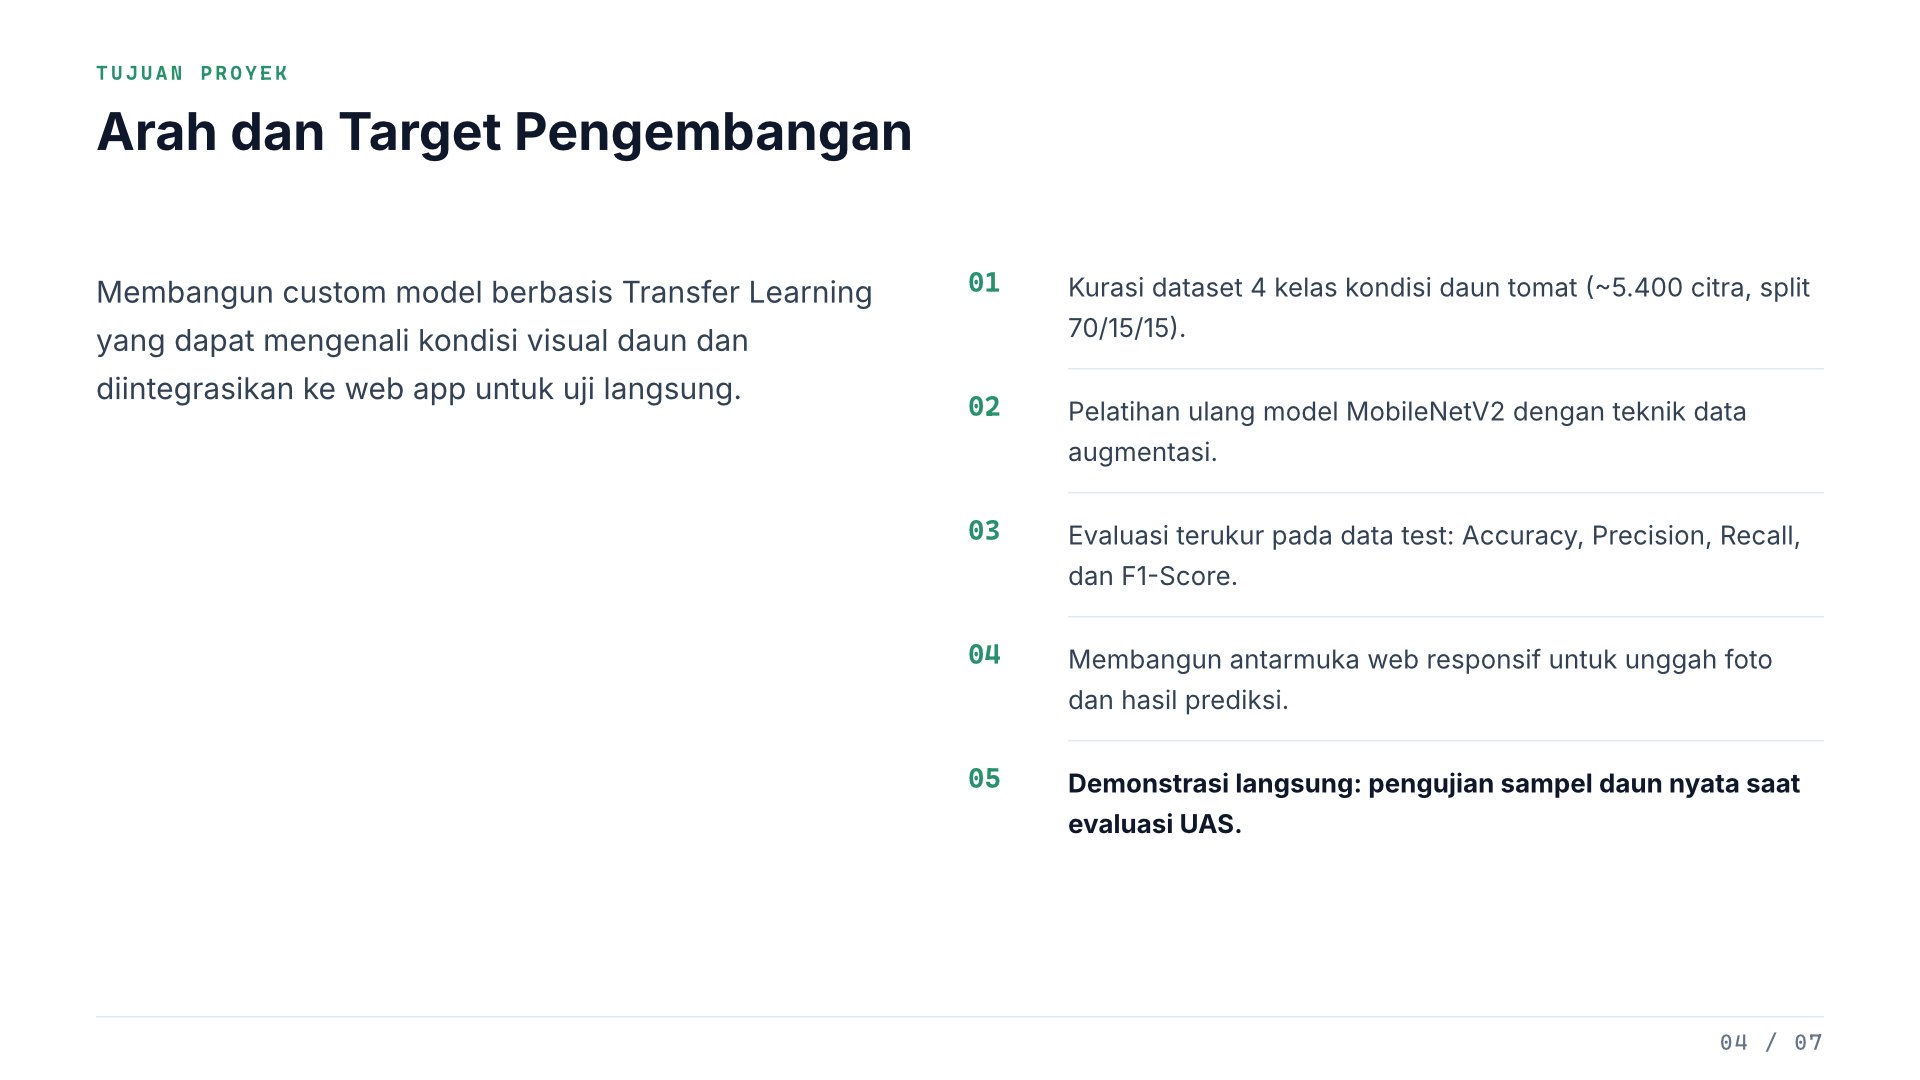 TUJUAN PROYEK
Arah dan Target Pengembangan
Membangun custom model berbasis Transfer Learning
yang dapat mengenali kondisi visual daun dan
diintegrasikan ke web app untuk uji langsung.
01
Kurasi dataset 4 kelas kondisi daun tomat (~5.400 citra, split
70/15/15).
02
Pelatihan ulang model MobileNetV2 dengan teknik data
augmentasi.
03
Evaluasi terukur pada data test: Accuracy, Precision, Recall,
dan F1-Score.
04
Membangun antarmuka web responsif untuk unggah foto
dan hasil prediksi.
05
Demonstrasi langsung: pengujian sampel daun nyata saat
evaluasi UAS.
04 / 07